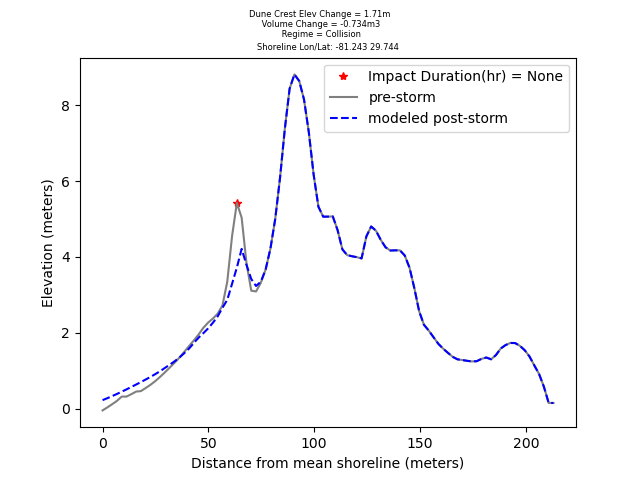 Dune Crest Elev Change = 1.71m
Volume Change = -0.734m3
Regime = Collision
Shoreline Lon/Lat: -81.243 29.744
Impact Duration(hr) = None
pre-storm
modeled post-storm
Elevation (meters)
8
6
4
2
0
0 50 100 150 200
Distance from mean shoreline (meters)